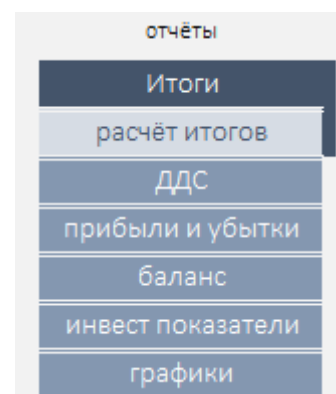 отчёты
Итоги
расчёт итогов
ДДС
прибыли и убытки
баланс
инвест показатели
графики